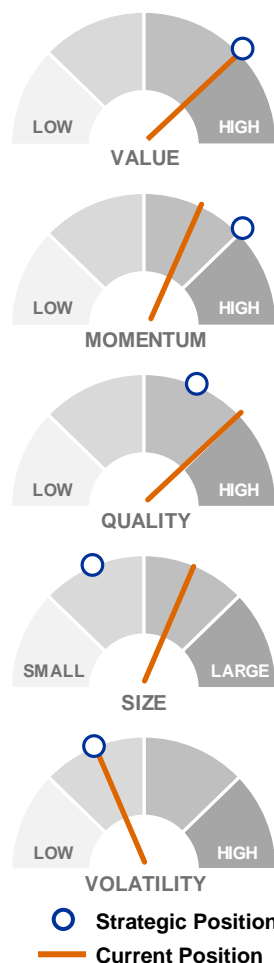 LOW HIGH
VALUE
LOW HIGH
MOMENTUM
LOW HIGH
QUALITY
SMALL LARGE
SIZE
LOW HIGH
VOLATILITY
Strategic Position
Current Position